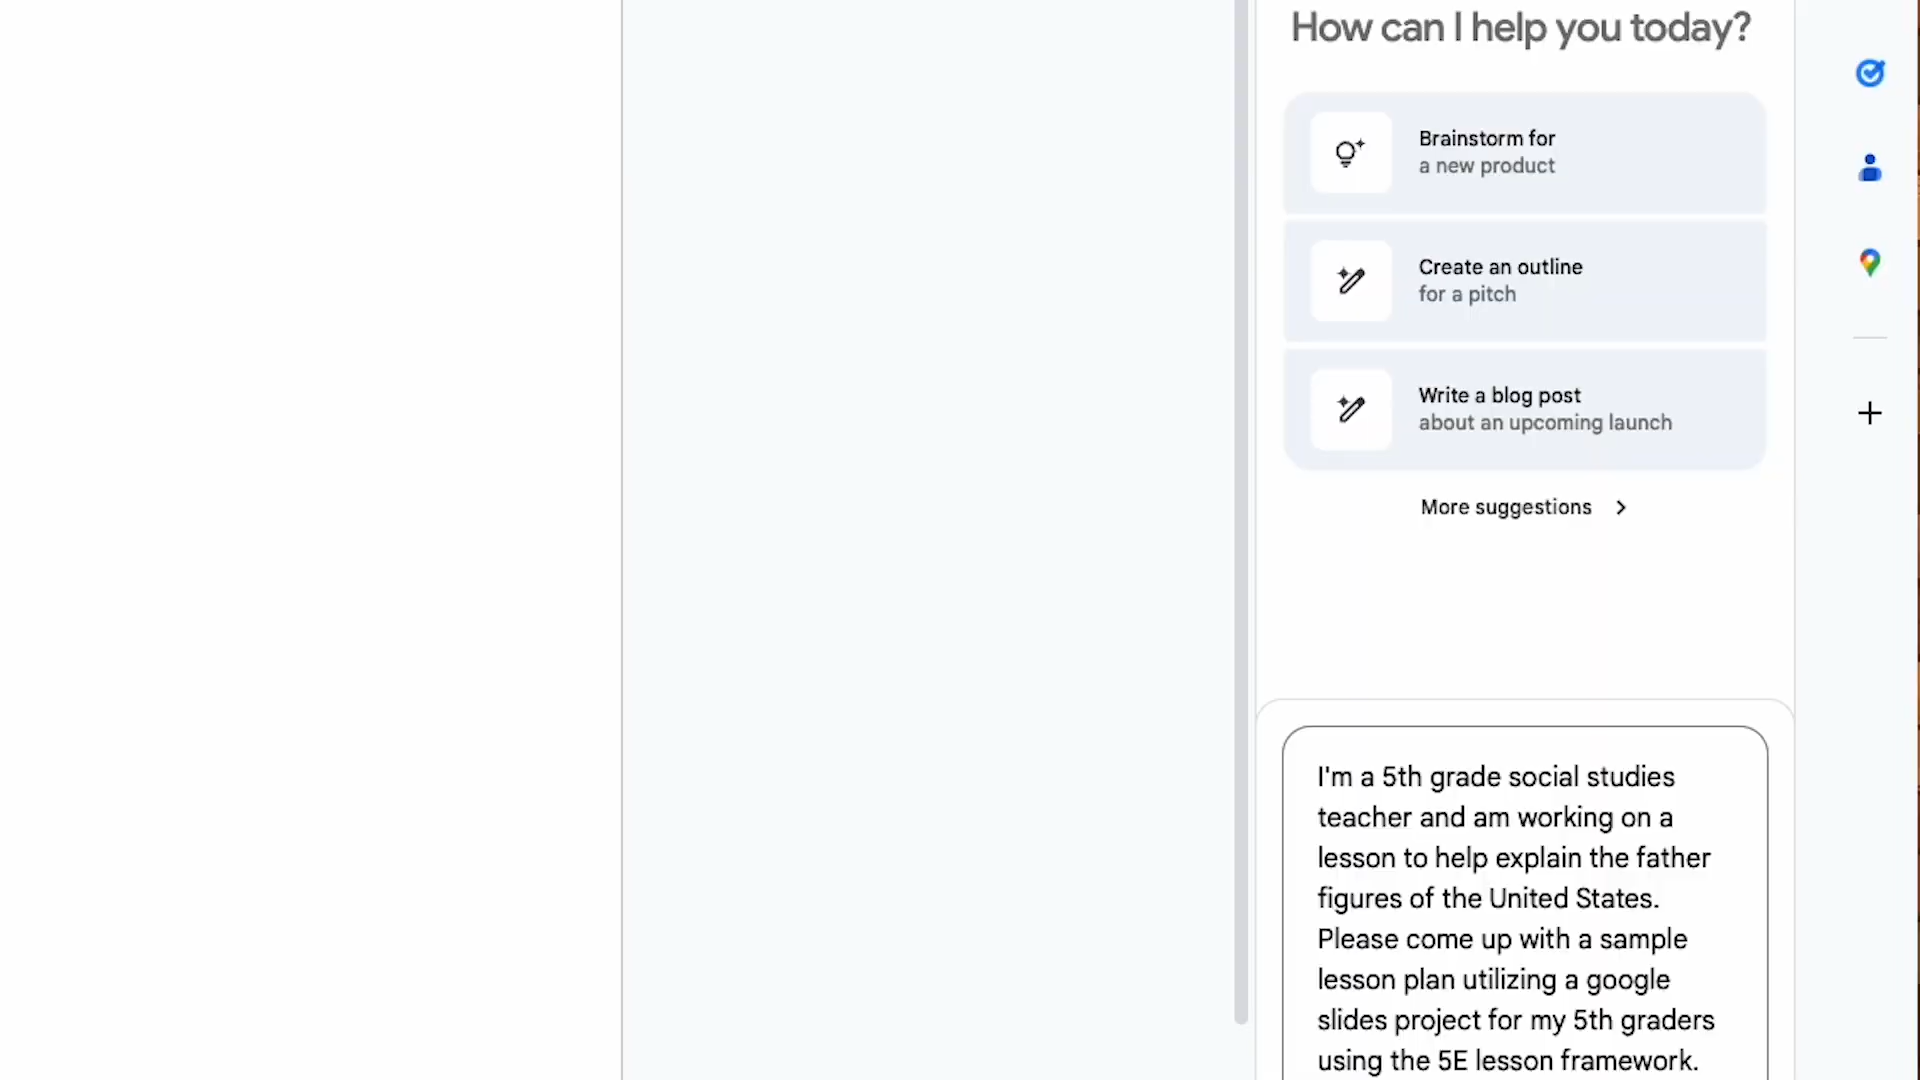 How can I help you today?
Brainstorm for
a new product
Create an outline
for a pitch
Write a blog post
about an upcoming launch
More suggestions
I'm a 5th grade social studies
teacher and am working on a
lesson to help explain the father
figures of the United States.
Please come up with a sample
lesson plan utilizing a google
slides project for my 5th graders
using the 5E lesson framework.